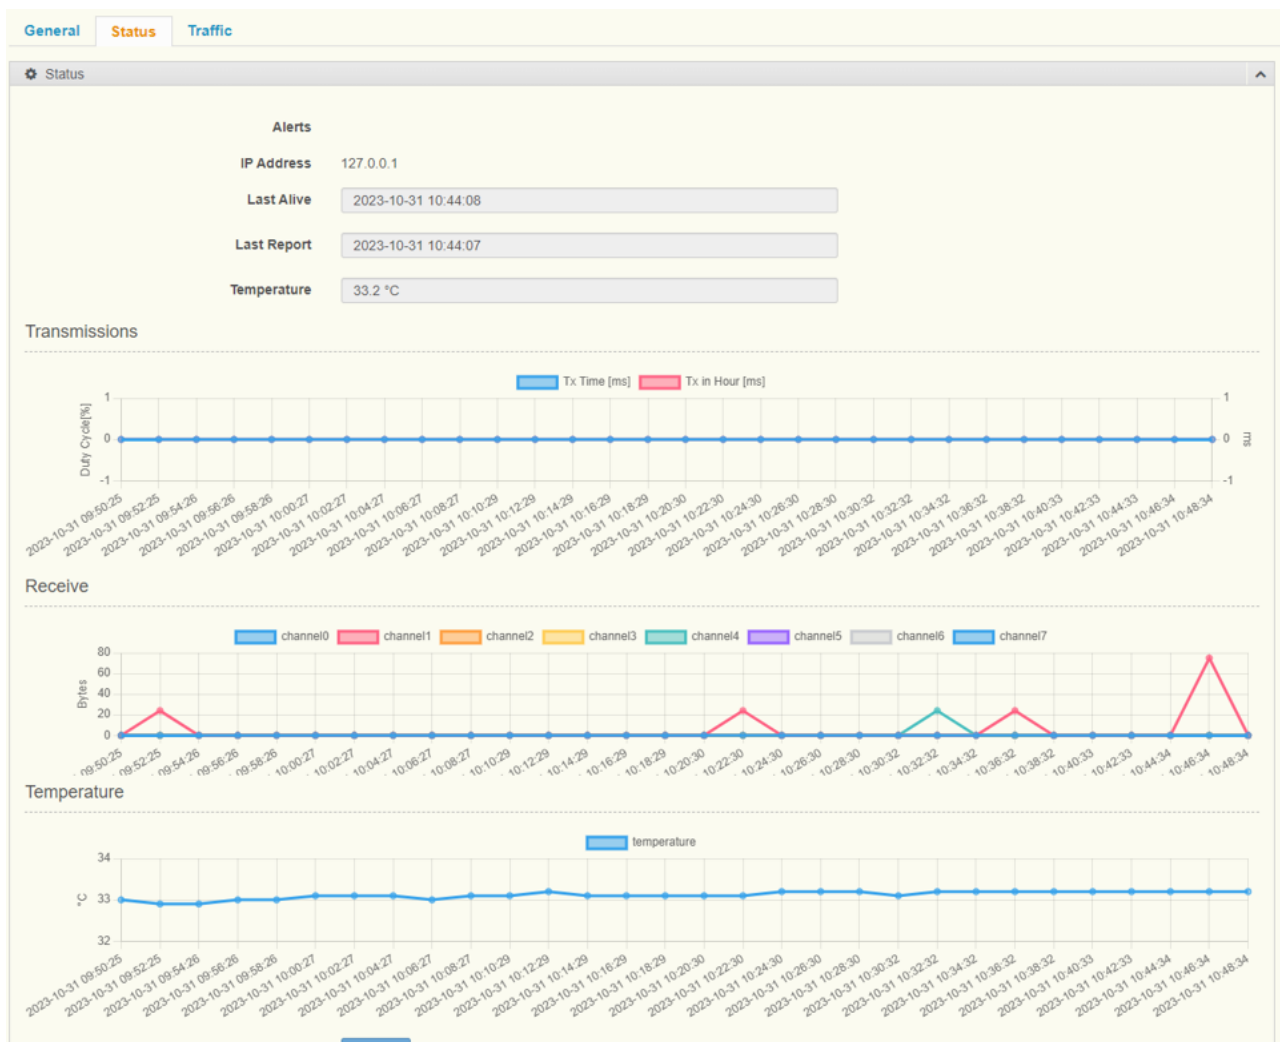 General Status Traffic
Status
Alerts
IP Address 127.0.0.1
Last Alive 2023-10-31 10:44:08
Last Report 2023-10-31 10:44:07
Temperature 33.2 °C
Transmissions
Tx Time [ms] Tx in Hour [ms]
Duty Cycle[%]
1
0
-1
1
0
-1
ms
2023-10-31 09:50:25 2023-10-31 09:52:25 2023-10-31 09:54:26 2023-10-31 09:56:26 2023-10-31 09:58:26 2023-10-31 10:00:27 2023-10-31 10:02:27 2023-10-31 10:04:27 2023-10-31 10:06:27 2023-10-31 10:08:27 2023-10-31 10:10:29 2023-10-31 10:12:29 2023-10-31 10:14:29 2023-10-31 10:16:29 2023-10-31 10:18:29 2023-10-31 10:20:30 2023-10-31 10:22:30 2023-10-31 10:24:30 2023-10-31 10:26:30 2023-10-31 10:28:30 2023-10-31 10:30:32 2023-10-31 10:32:32 2023-10-31 10:34:32 2023-10-31 10:36:32 2023-10-31 10:38:32 2023-10-31 10:40:33 2023-10-31 10:42:33 2023-10-31 10:44:33 2023-10-31 10:46:34 2023-10-31 10:48:34
Receive
channel0 channel1 channel2 channel3 channel4 channel5 channel6 channel7
Bytes
80
60
40
20
0
09:50:25 09:52:25 09:54:26 09:56:26 09:58:26 10:00:27 10:02:27 10:04:27 10:06:27 10:08:27 10:10:29 10:12:29 10:14:29 10:16:29 10:18:29 10:20:30 10:22:30 10:24:30 10:26:30 10:28:30 10:30:32 10:32:32 10:34:32 10:36:32 10:38:32 10:40:33 10:42:33 10:44:34 10:46:34 10:48:34
Temperature
temperature
°C
34
33
32
2023-10-31 09:50:25 2023-10-31 09:52:25 2023-10-31 09:54:26 2023-10-31 09:56:26 2023-10-31 09:58:26 2023-10-31 10:00:27 2023-10-31 10:02:27 2023-10-31 10:04:27 2023-10-31 10:06:27 2023-10-31 10:08:27 2023-10-31 10:10:29 2023-10-31 10:12:29 2023-10-31 10:14:29 2023-10-31 10:16:29 2023-10-31 10:18:29 2023-10-31 10:20:30 2023-10-31 10:22:30 2023-10-31 10:24:30 2023-10-31 10:26:30 2023-10-31 10:28:30 2023-10-31 10:30:32 2023-10-31 10:32:32 2023-10-31 10:34:32 2023-10-31 10:36:32 2023-10-31 10:38:32 2023-10-31 10:40:33 2023-10-31 10:42:33 2023-10-31 10:44:34 2023-10-31 10:46:34 2023-10-31 10:48:34